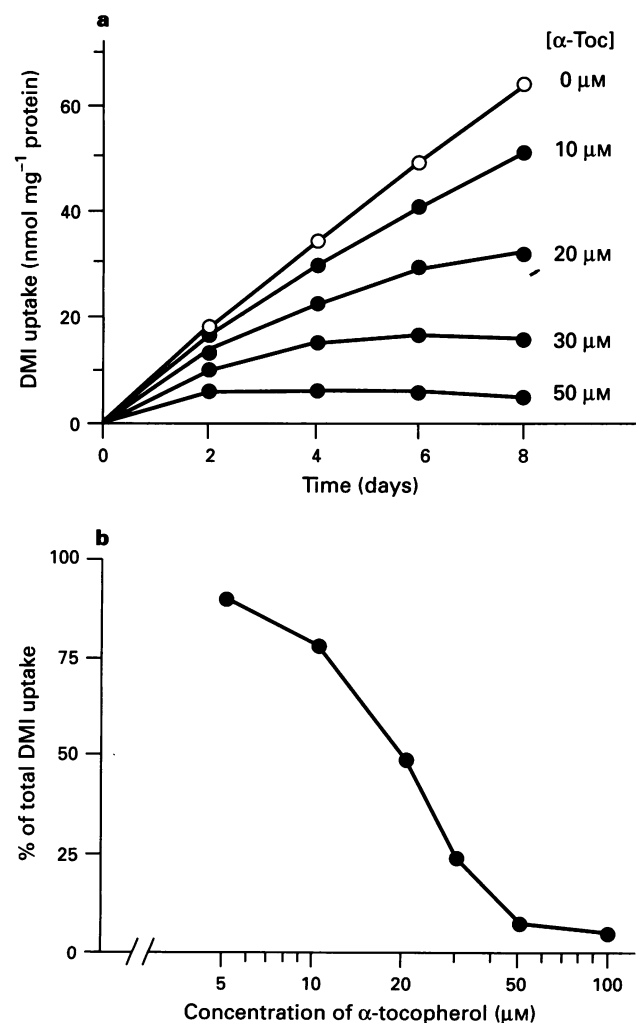 a
[α-Toc]
0 μM
10 μM
20 μM
30 μM
50 μM
60
40
20
0
DMI uptake (nmol mg⁻¹ protein)
0 2 4 6 8
Time (days)
b
100
75
50
25
0
% of total DMI uptake
5 10 20 50 100
Concentration of α-tocopherol (μM)